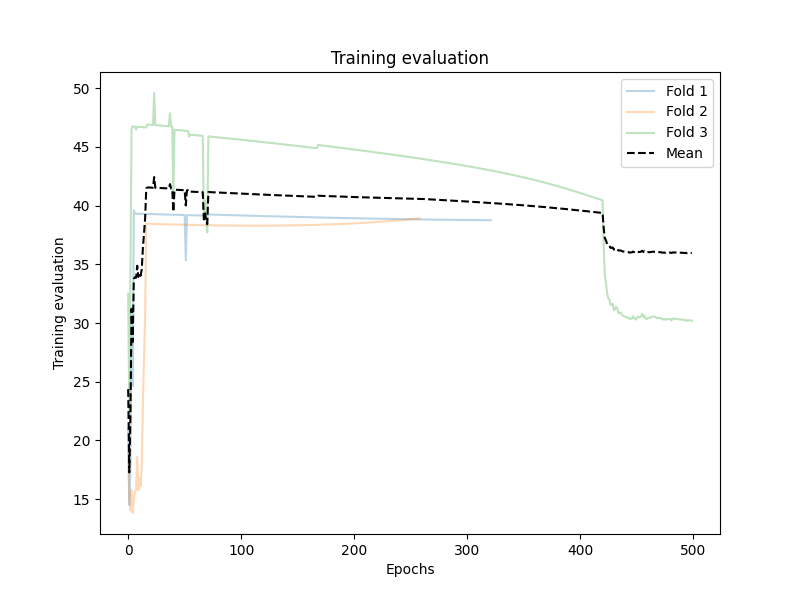 Training evaluation
Fold 1
Fold 2
Fold 3
Mean
50
45
40
35
30
25
20
15
Training evaluation
0 100 200 300 400 500
Epochs